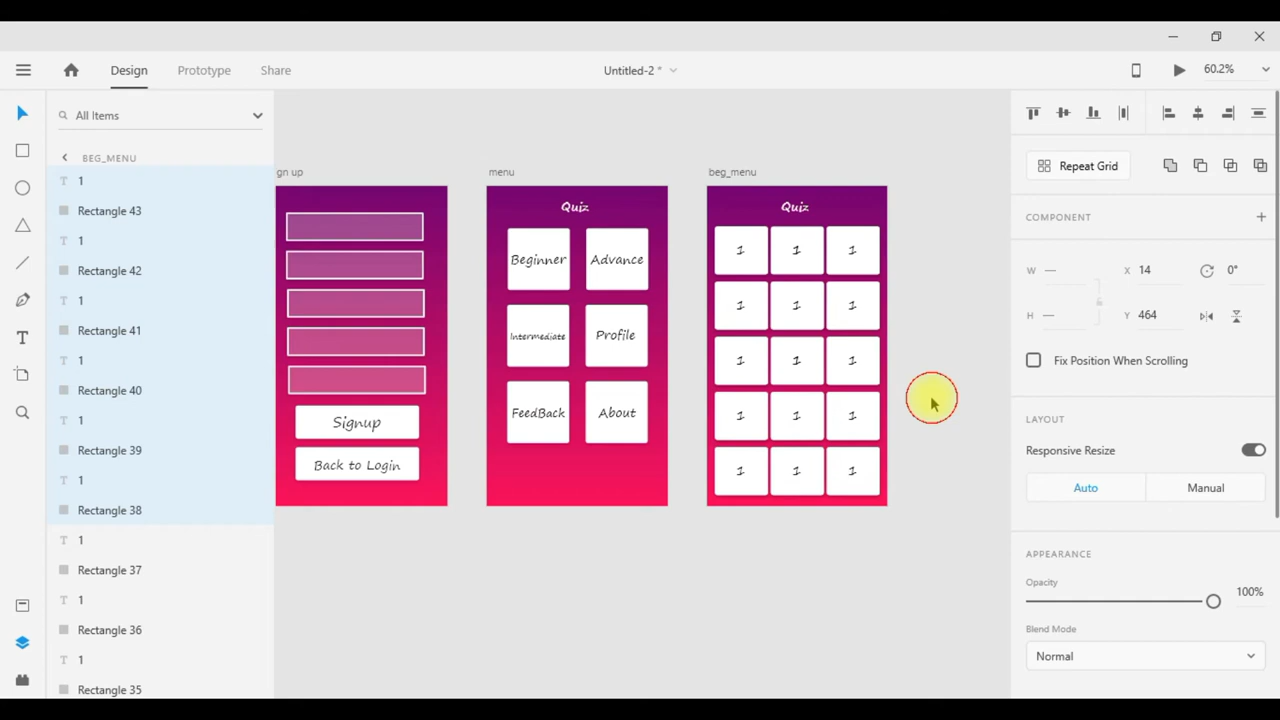 Design
Prototype
Share
Untitled-2 *
60.2%
All Items
BEG_MENU
1
Rectangle 43
1
Rectangle 42
1
Rectangle 41
1
Rectangle 40
1
Rectangle 39
1
Rectangle 38
1
Rectangle 37
1
Rectangle 36
1
Rectangle 35
gn up
Signup
Back to Login
menu
Quiz
Beginner
Advance
Intermediate
Profile
FeedBack
About
beg_menu
Quiz
1 1 1
1 1 1
1 1 1
1 1 1
1 1 1
Repeat Grid
COMPONENT
W — X 14 0°
H — Y 464
Fix Position When Scrolling
LAYOUT
Responsive Resize
Auto
Manual
APPEARANCE
Opacity
100%
Blend Mode
Normal